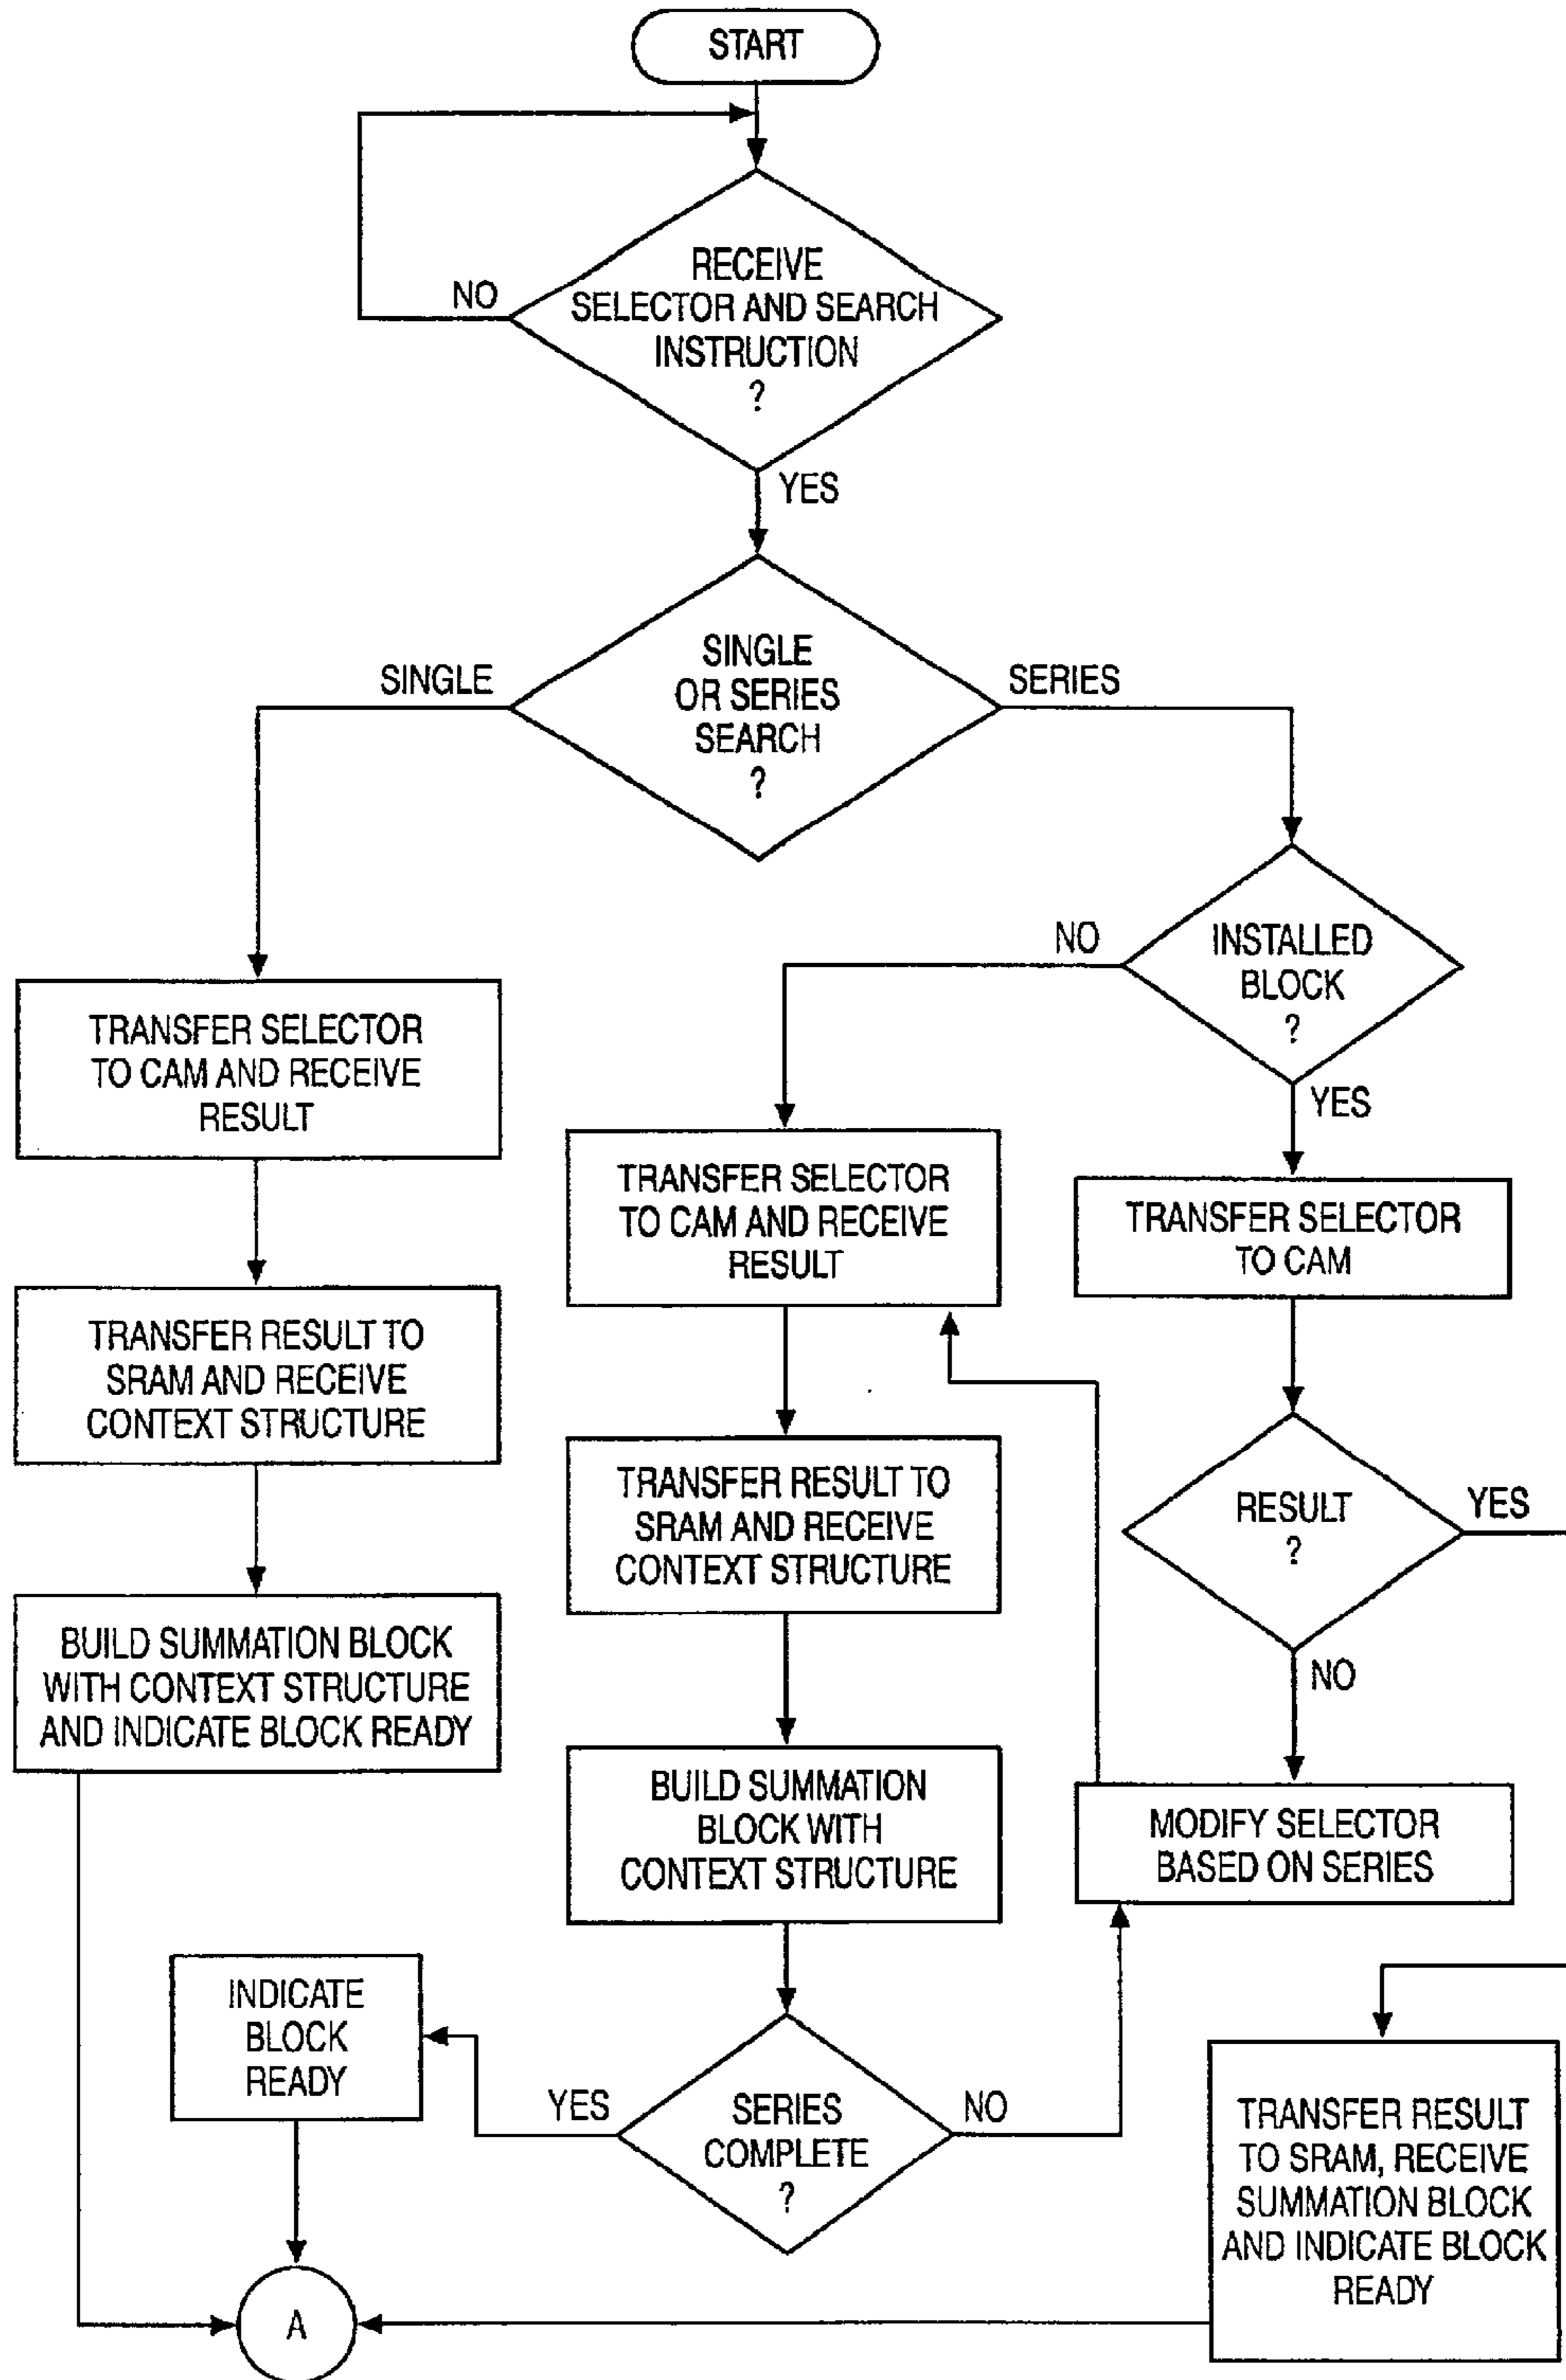 START
RECEIVE
SELECTOR AND SEARCH
INSTRUCTION
?
NO
YES
SINGLE
OR SERIES
SEARCH
?
SINGLE
SERIES
INSTALLED
BLOCK
?
NO
YES
TRANSFER SELECTOR
TO CAM AND RECEIVE
RESULT
TRANSFER SELECTOR
TO CAM AND RECEIVE
RESULT
TRANSFER SELECTOR
TO CAM
TRANSFER RESULT TO
SRAM AND RECEIVE
CONTEXT STRUCTURE
TRANSFER RESULT TO
SRAM AND RECEIVE
CONTEXT STRUCTURE
RESULT
?
YES
NO
BUILD SUMMATION BLOCK
WITH CONTEXT STRUCTURE
AND INDICATE BLOCK READY
BUILD SUMMATION
BLOCK WITH
CONTEXT STRUCTURE
MODIFY SELECTOR
BASED ON SERIES
INDICATE
BLOCK
READY
YES
SERIES
COMPLETE
?
NO
TRANSFER RESULT
TO SRAM, RECEIVE
SUMMATION BLOCK
AND INDICATE BLOCK
READY
A